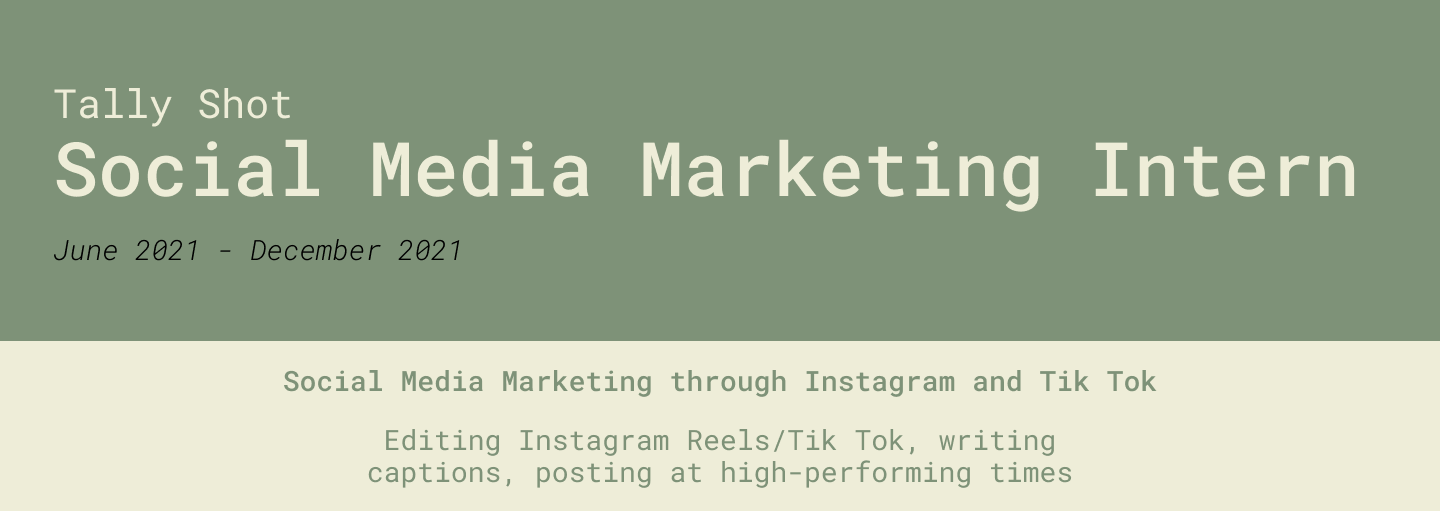 Tally Shot
Social Media Marketing Intern
June 2021 - December 2021
Social Media Marketing through Instagram and Tik Tok
Editing Instagram Reels/Tik Tok, writing
captions, posting at high-performing times